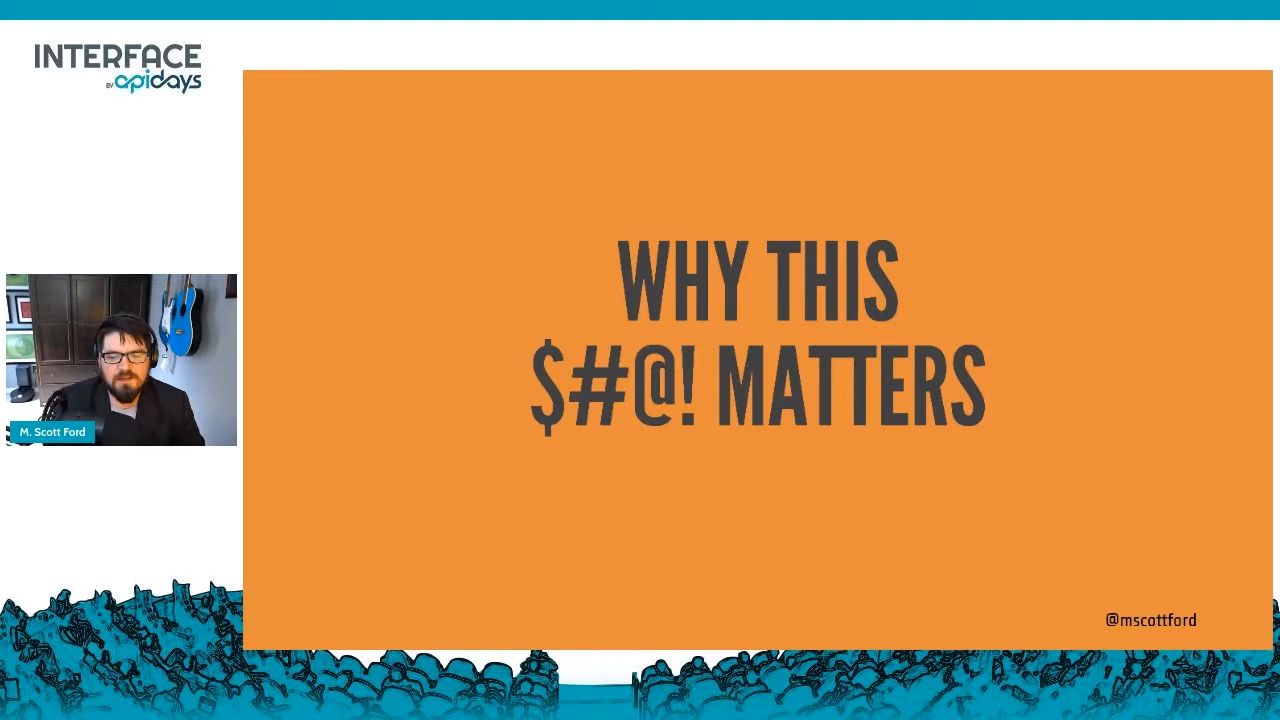 INTERFACE
BY apidays
WHY THIS
$#@! MATTERS
M. Scott Ford
@mscottford